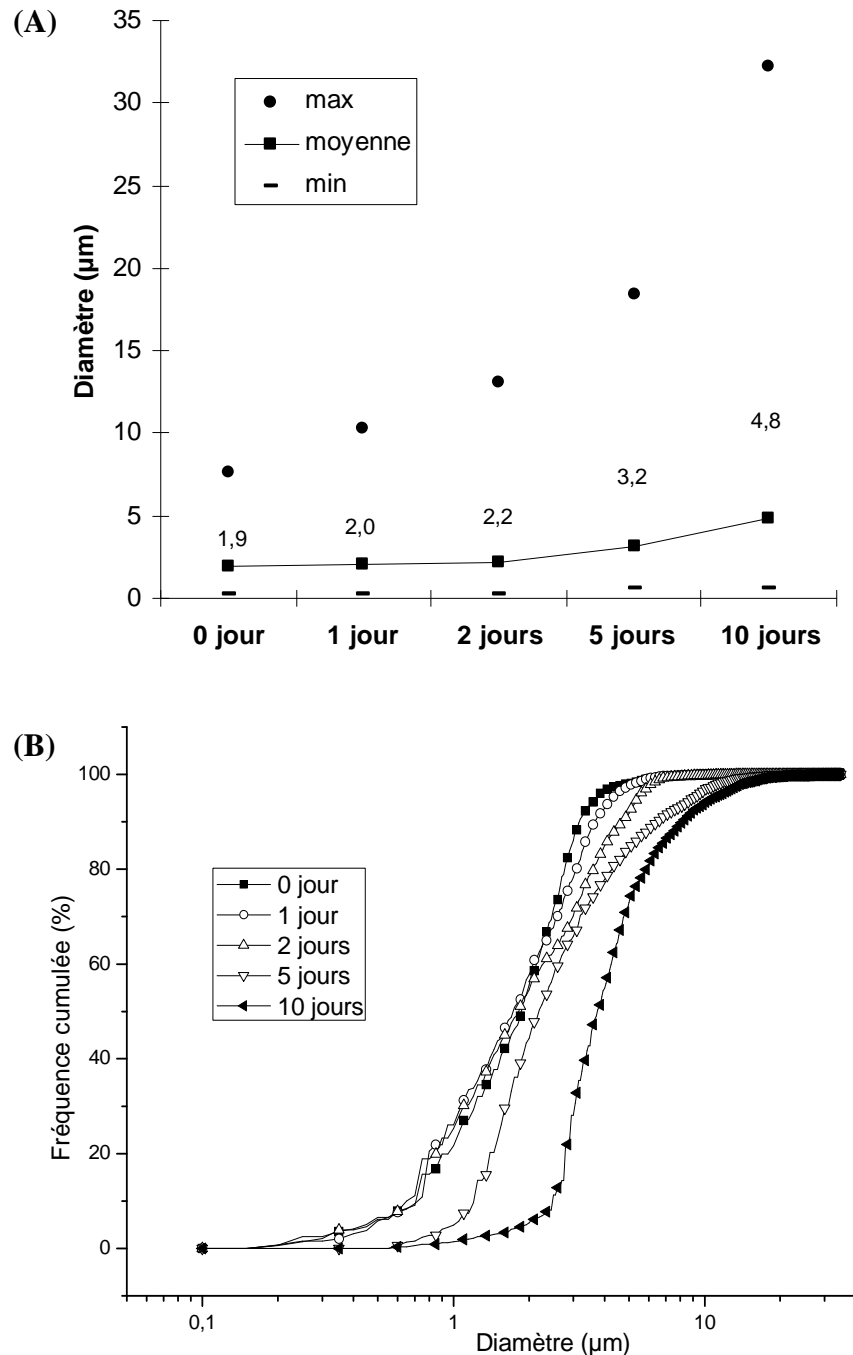 (A)
35
30
25
20
15
10
5
0
Diamètre (µm)
max
moyenne
min
1,9
2,0
2,2
3,2
4,8
0 jour
1 jour
2 jours
5 jours
10 jours
(B)
100
80
60
40
20
0
Fréquence cumulée (%)
0 jour
1 jour
2 jours
5 jours
10 jours
0,1
1
10
Diamètre (µm)